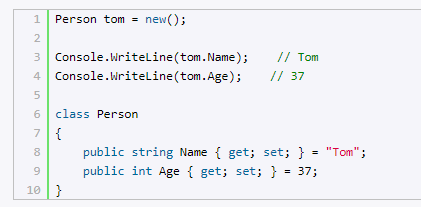 1 Person tom = new();
2
3 Console.WriteLine(tom.Name);    // Tom
4 Console.WriteLine(tom.Age);    // 37
5
6 class Person
7 {
8     public string Name { get; set; } = "Tom";
9     public int Age { get; set; } = 37;
10 }